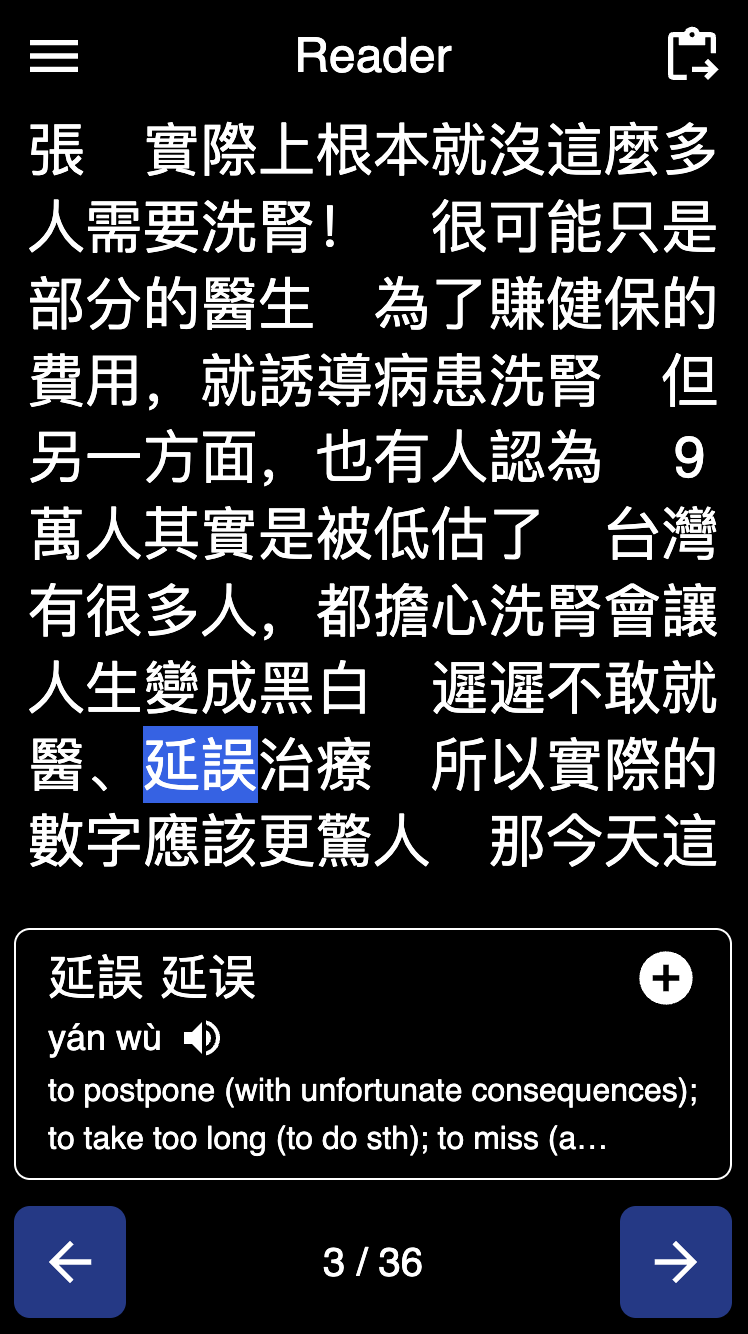 Reader
張　實際上根本就沒這麼多
人需要洗腎！　很可能只是
部分的醫生　為了賺健保的
費用，就誘導病患洗腎　但
另一方面，也有人認為　9
萬人其實是被低估了　台灣
有很多人，都擔心洗腎會讓
人生變成黑白　遲遲不敢就
醫、延誤治療　所以實際的
數字應該更驚人　那今天這
延誤 延误
yán wù
to postpone (with unfortunate consequences);
to take too long (to do sth); to miss (a…
3 / 36